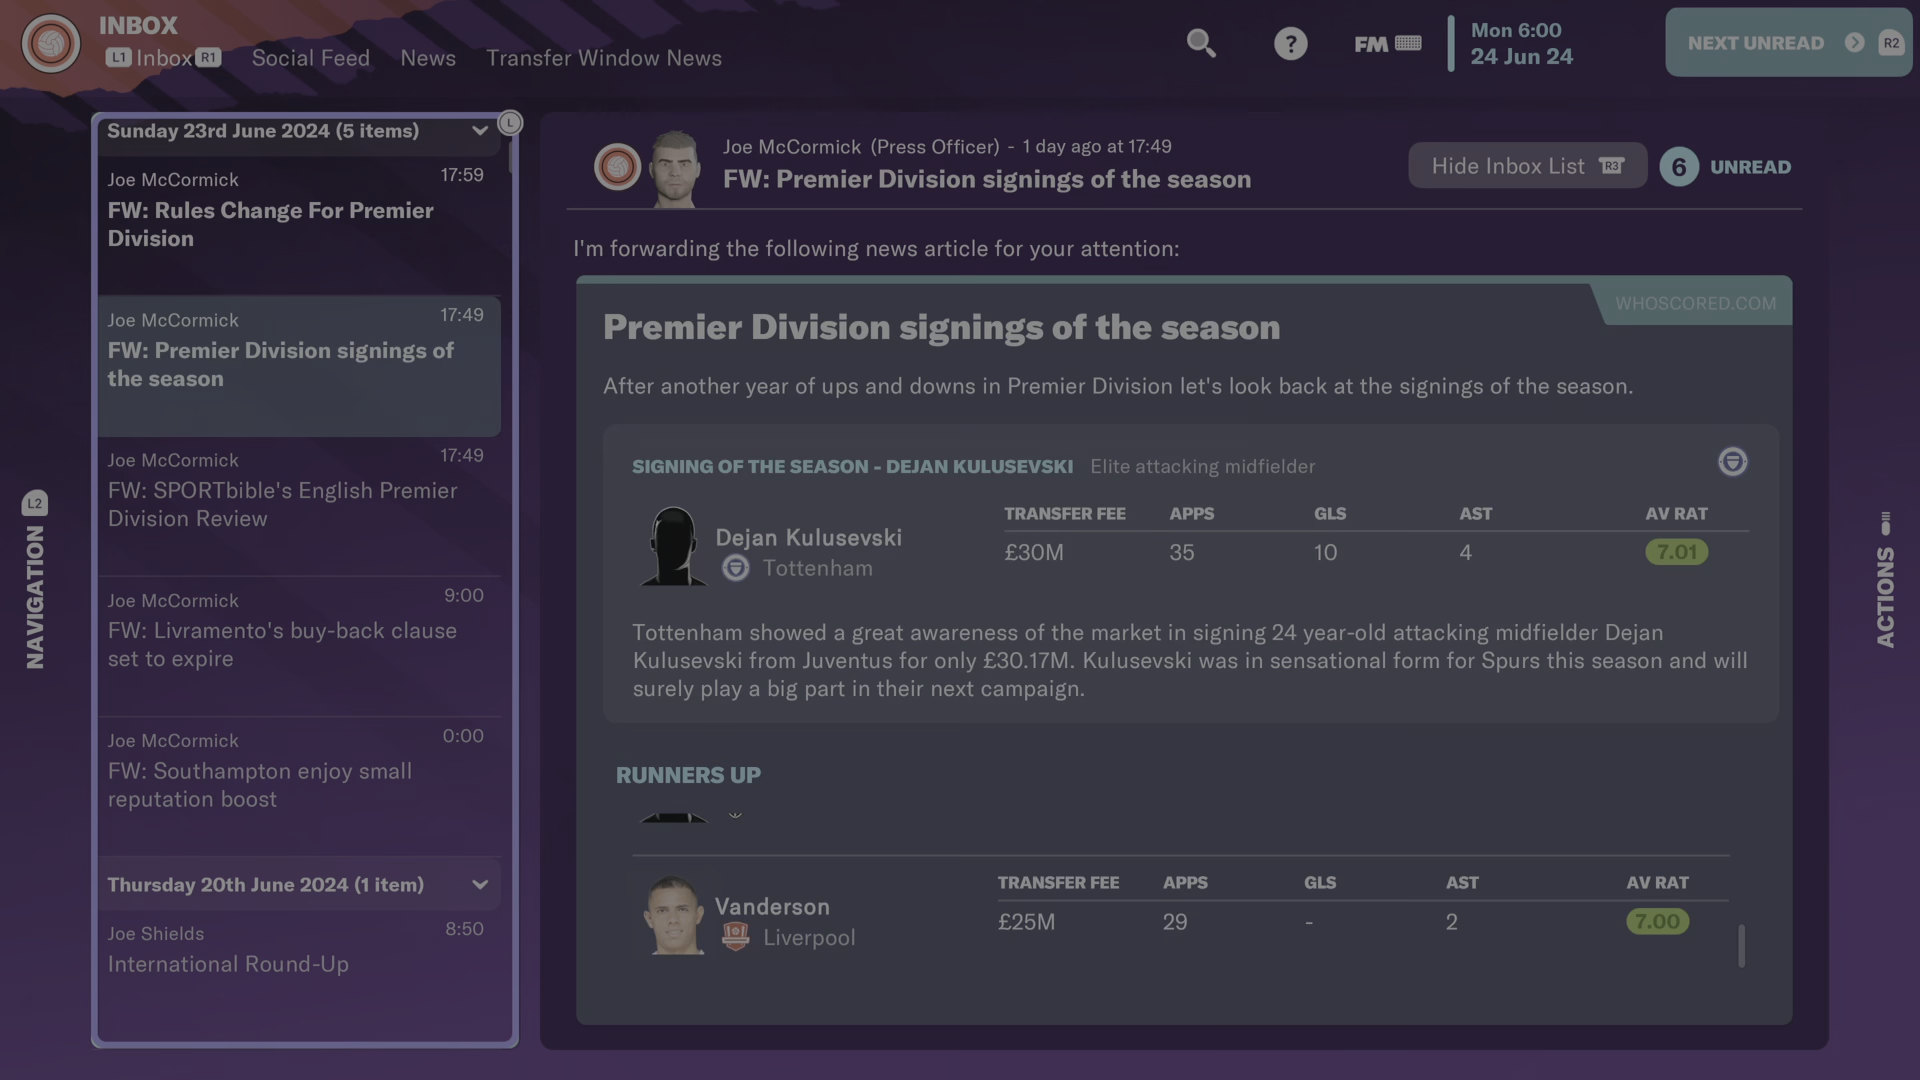 INBOX
L1 Inbox R1 Social Feed News Transfer Window News
? FM
Mon 6:00
24 Jun 24
NEXT UNREAD R2
Sunday 23rd June 2024 (5 items)
L
Joe McCormick 17:59
FW: Rules Change For Premier
Division
Joe McCormick 17:49
FW: Premier Division signings of
the season
Joe McCormick 17:49
FW: SPORTbible's English Premier
Division Review
Joe McCormick 9:00
FW: Livramento's buy-back clause
set to expire
Joe McCormick 0:00
FW: Southampton enjoy small
reputation boost
Thursday 20th June 2024 (1 item)
Joe Shields 8:50
International Round-Up
NAVIGATION L2
Joe McCormick (Press Officer) - 1 day ago at 17:49
FW: Premier Division signings of the season
Hide Inbox List R3
6 UNREAD
I'm forwarding the following news article for your attention:
WHOSCORED.COM
Premier Division signings of the season
After another year of ups and downs in Premier Division let's look back at the signings of the season.
SIGNING OF THE SEASON - DEJAN KULUSEVSKI Elite attacking midfielder
TRANSFER FEE APPS GLS AST AV RAT
Dejan Kulusevski
Tottenham
£30M 35 10 4 7.01
Tottenham showed a great awareness of the market in signing 24 year-old attacking midfielder Dejan
Kulusevski from Juventus for only £30.17M. Kulusevski was in sensational form for Spurs this season and will
surely play a big part in their next campaign.
RUNNERS UP
TRANSFER FEE APPS GLS AST AV RAT
Vanderson
Liverpool
£25M 29 - 2 7.00
ACTIONS